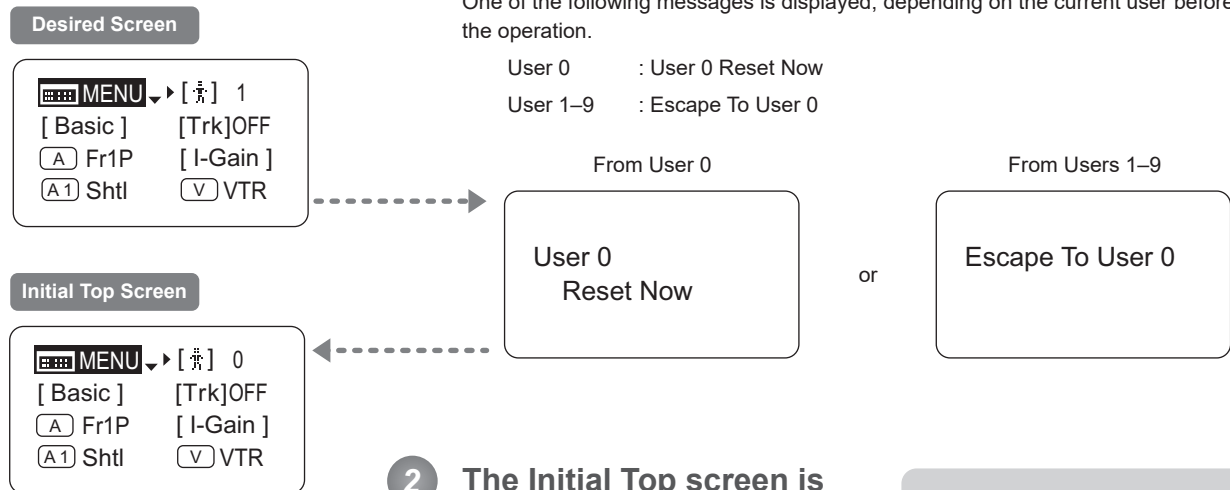 One of the following messages is displayed, depending on the current user before
the operation.
User 0 : User 0 Reset Now
User 1–9 : Escape To User 0
Desired Screen
MENU [ ] 1
[ Basic ] [Trk]OFF
A Fr1P [ I-Gain ]
A1 Shtl V VTR
From User 0
User 0
Reset Now
or
From Users 1–9
Escape To User 0
Initial Top Screen
MENU [ ] 0
[ Basic ] [Trk]OFF
A Fr1P [ I-Gain ]
A1 Shtl V VTR
2 The Initial Top screen is